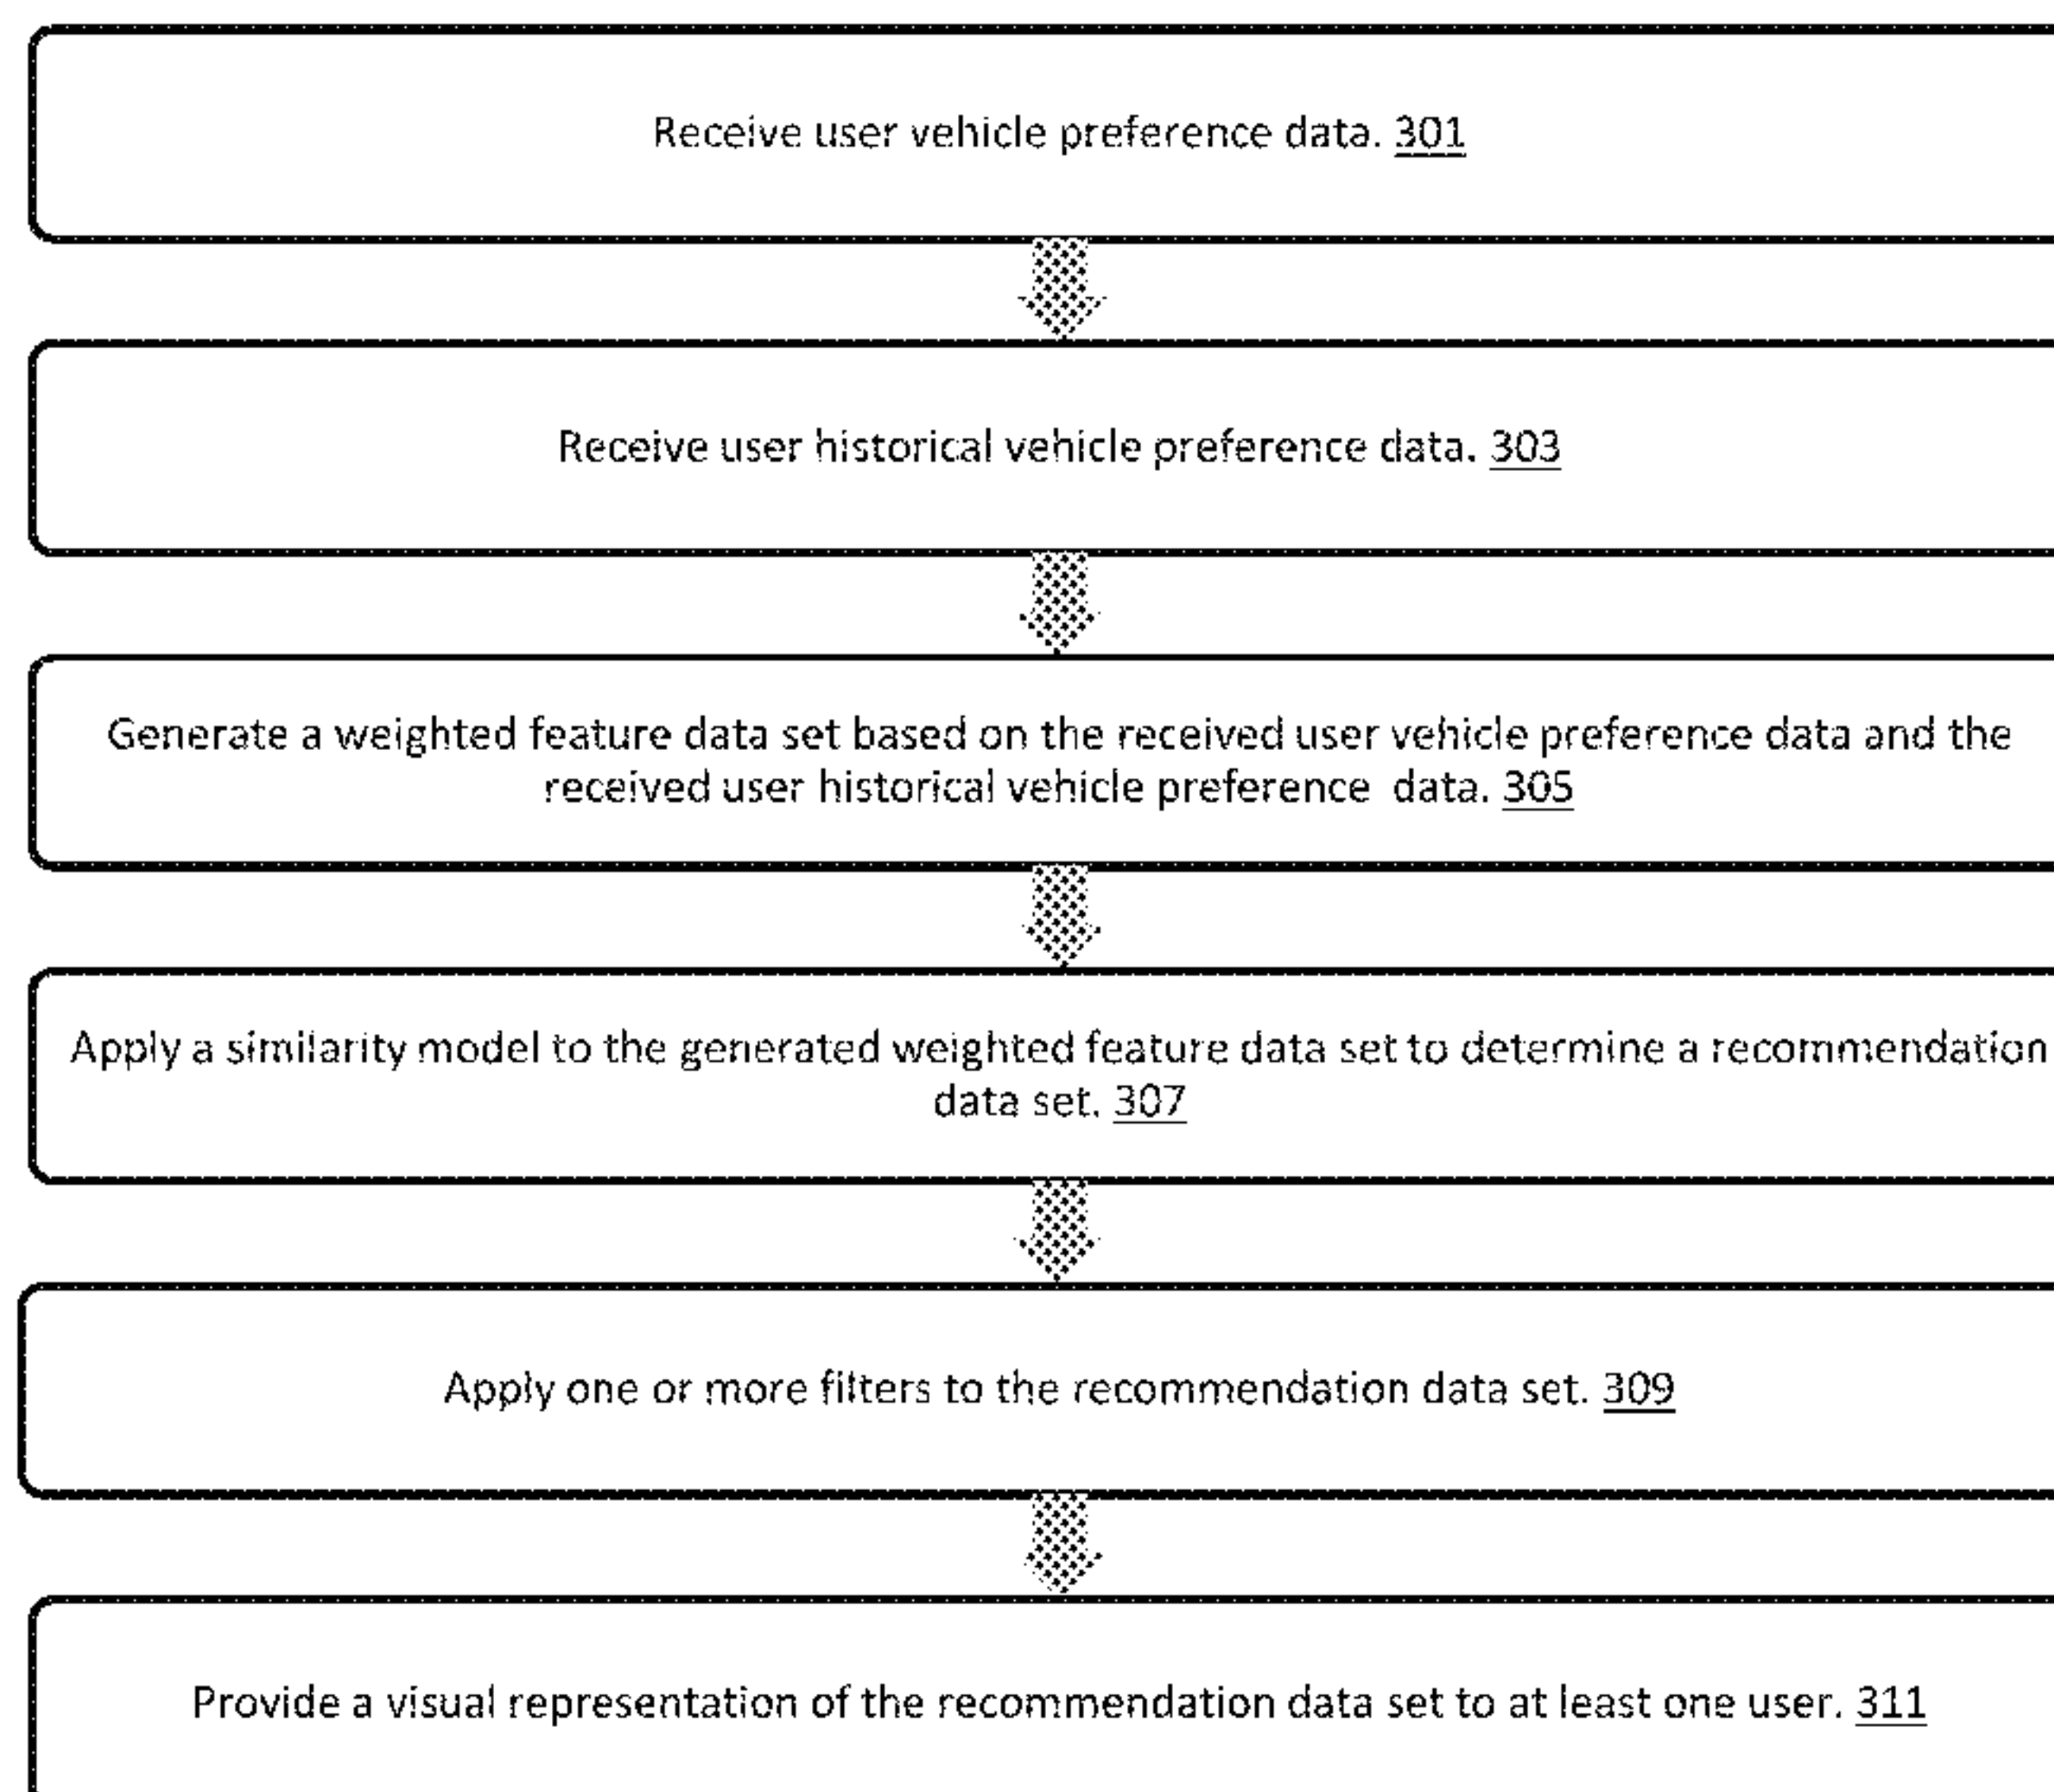 Receive user vehicle preference data. 301
Receive user historical vehicle preference data. 303
Generate a weighted feature data set based on the received user vehicle preference data and the
received user historical vehicle preference data. 305
Apply a similarity model to the generated weighted feature data set to determine a recommendation
data set. 307
Apply one or more filters to the recommendation data set. 309
Provide a visual representation of the recommendation data set to at least one user. 311